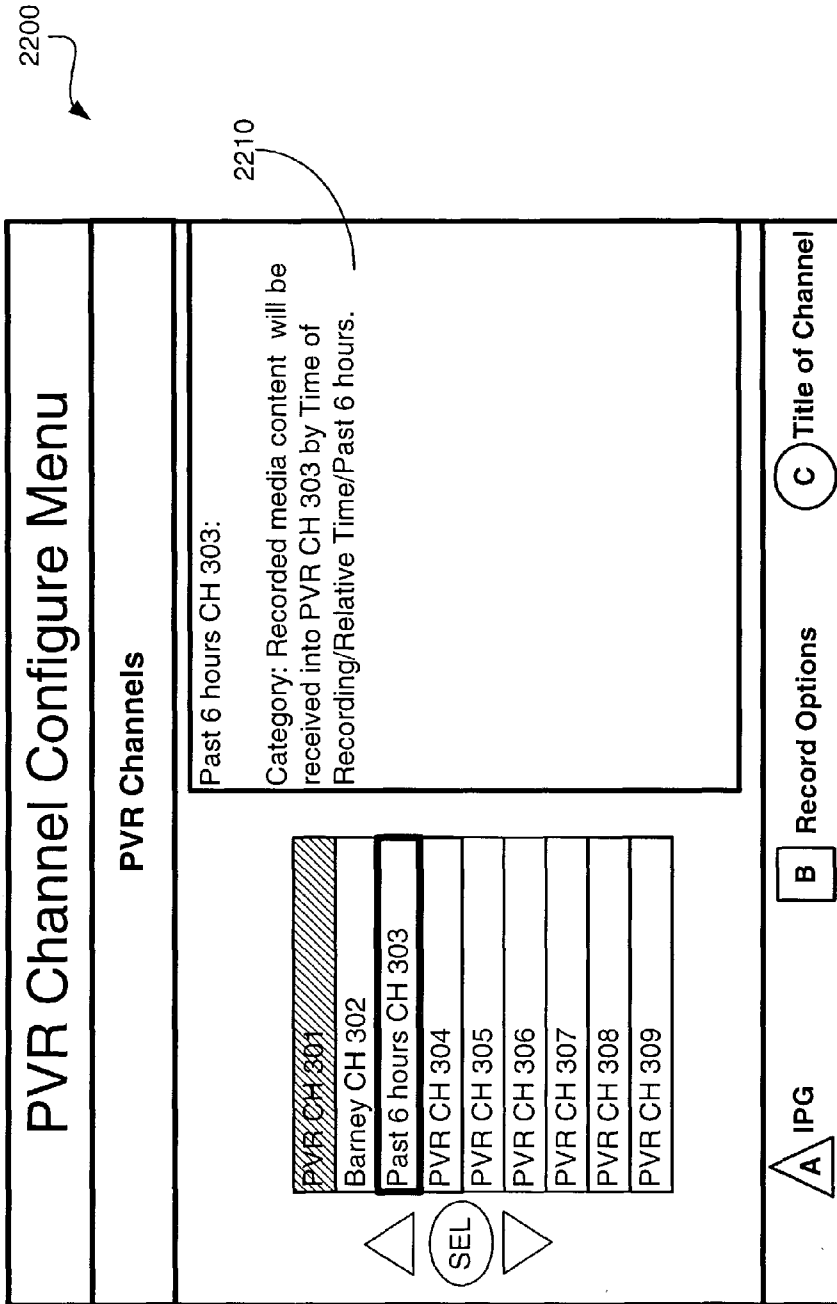 2200
PVR Channel Configure Menu
PVR Channels
PVR CH 301
Barney CH 302
Past 6 hours CH 303
PVR CH 304
PVR CH 305
PVR CH 306
PVR CH 307
PVR CH 308
PVR CH 309
SEL
Past 6 hours CH 303:
Category: Recorded media content will be
received into PVR CH 303 by Time of
Recording/Relative Time/Past 6 hours.
2210
A IPG
B Record Options
C Title of Channel